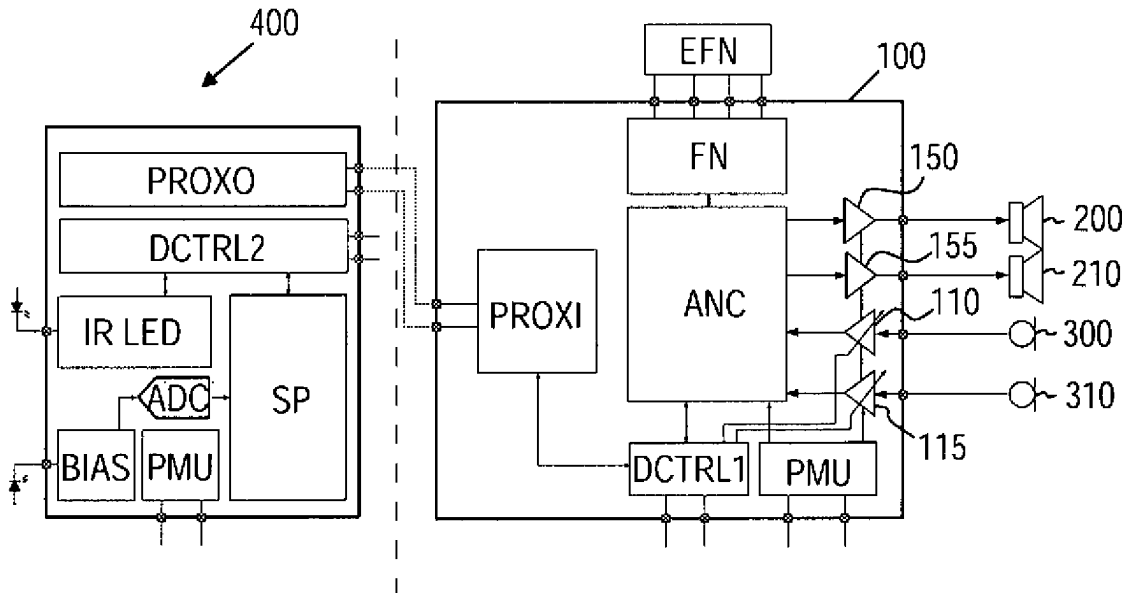 400
EFN
100
PROXO
FN
150
DCTRL2
200
155
210
IR LED
PROXI
ANC
110
300
ADC
SP
310
BIAS
PMU
DCTRL1
PMU
115